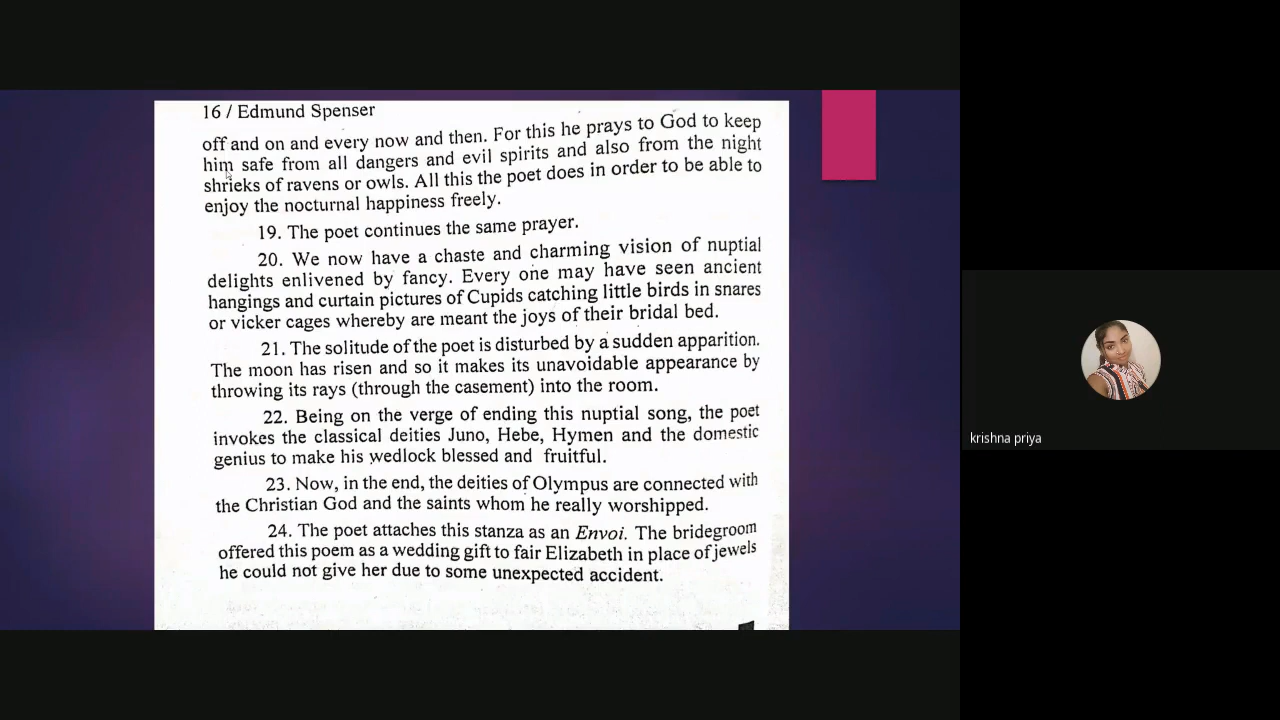 16 / Edmund Spenser
off and on and every now and then. For this he prays to God to keep
him safe from all dangers and evil spirits and also from the night
shrieks of ravens or owls. All this the poet does in order to be able to
enjoy the nocturnal happiness freely.
19. The poet continues the same prayer.
20. We now have a chaste and charming vision of nuptial
delights enlivened by fancy. Every one may have seen ancient
hangings and curtain pictures of Cupids catching little birds in snares
or vicker cages whereby are meant the joys of their bridal bed.
21. The solitude of the poet is disturbed by a sudden apparition.
The moon has risen and so it makes its unavoidable appearance by
throwing its rays (through the casement) into the room.
22. Being on the verge of ending this nuptial song, the poet
invokes the classical deities Juno, Hebe, Hymen and the domestic
genius to make his wedlock blessed and fruitful.
23. Now, in the end, the deities of Olympus are connected with
the Christian God and the saints whom he really worshipped.
24. The poet attaches this stanza as an Envoi. The bridegroom
offered this poem as a wedding gift to fair Elizabeth in place of jewels
he could not give her due to some unexpected accident.
krishna priya